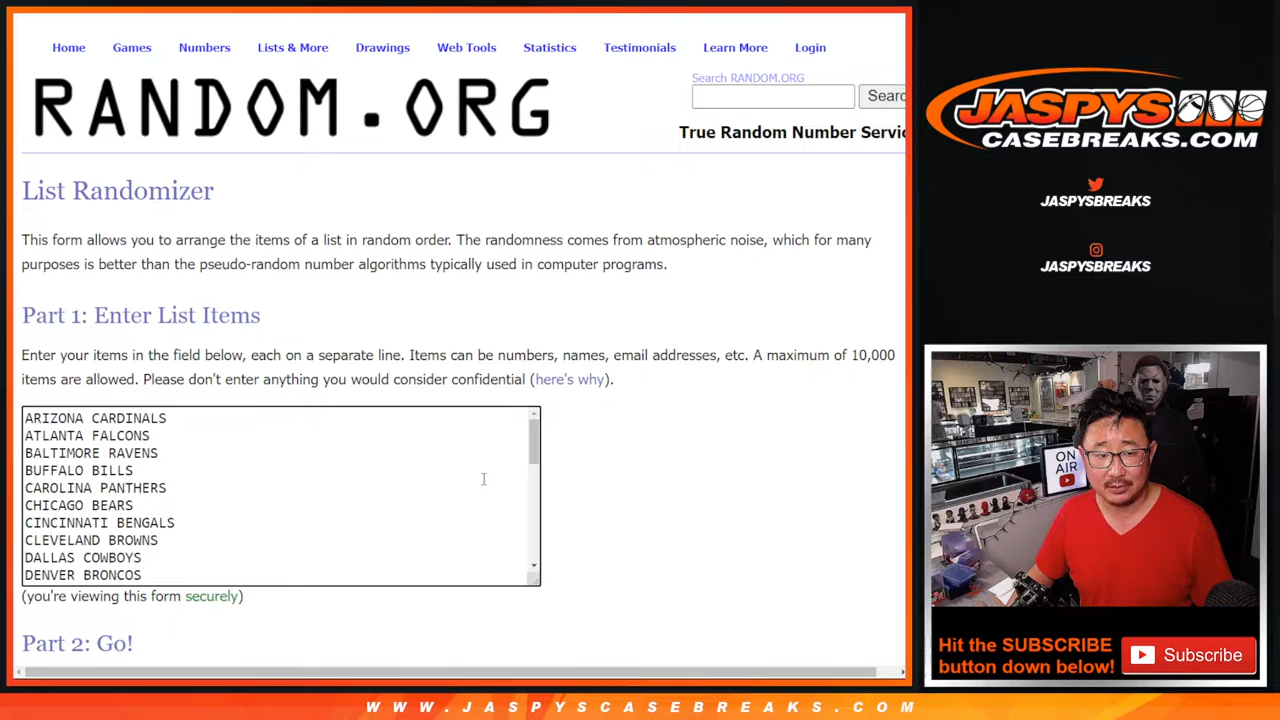 Home Games Numbers Lists & More Drawings Web Tools Statistics Testimonials Learn More Login
RANDOM.ORG
Search RANDOM.ORG
Searc
True Random Number Servic
List Randomizer
This form allows you to arrange the items of a list in random order. The randomness comes from atmospheric noise, which for many
purposes is better than the pseudo-random number algorithms typically used in computer programs.
Part 1: Enter List Items
Enter your items in the field below, each on a separate line. Items can be numbers, names, email addresses, etc. A maximum of 10,000
items are allowed. Please don't enter anything you would consider confidential (here's why).
ARIZONA CARDINALS
ATLANTA FALCONS
BALTIMORE RAVENS
BUFFALO BILLS
CAROLINA PANTHERS
CHICAGO BEARS
CINCINNATI BENGALS
CLEVELAND BROWNS
DALLAS COWBOYS
DENVER BRONCOS
(you're viewing this form securely)
Part 2: Go!
JASPYS
CASEBREAKS.COM
JASPYSBREAKS
JASPYSBREAKS
ON
AIR
Hit the SUBSCRIBE
button down below!
Subscribe
WWW.JASPYSCASEBREAKS.COM